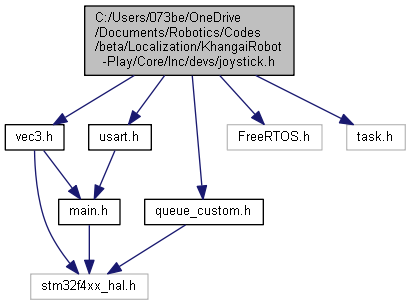 C:/Users/073be/OneDrive
/Documents/Robotics/Codes
/beta/Localization/KhangaiRobot
-Play/Core/Inc/devs/joystick.h
vec3.h
usart.h
FreeRTOS.h
task.h
main.h
queue_custom.h
stm32f4xx_hal.h